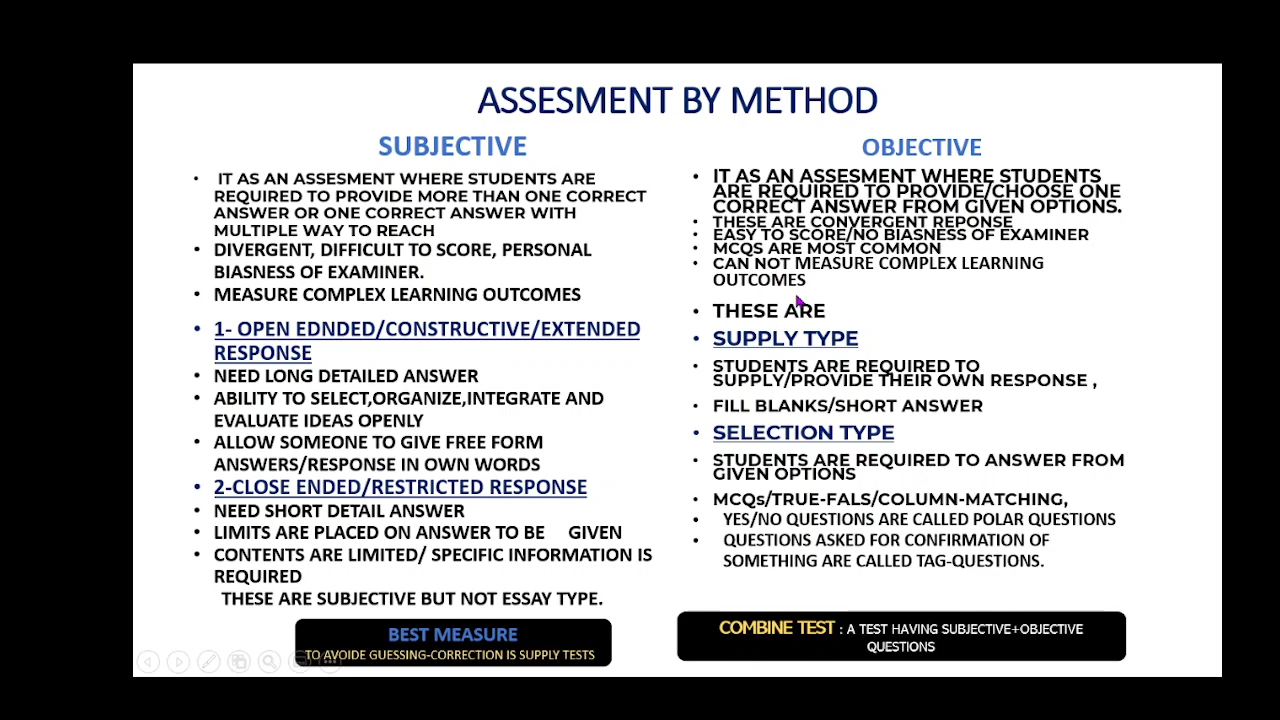 ASSESMENT BY METHOD
SUBJECTIVE
IT AS AN ASSESMENT WHERE STUDENTS ARE
REQUIRED TO PROVIDE MORE THAN ONE CORRECT
ANSWER OR ONE CORRECT ANSWER WITH
MULTIPLE WAY TO REACH
DIVERGENT, DIFFICULT TO SCORE, PERSONAL
BIASNESS OF EXAMINER.
MEASURE COMPLEX LEARNING OUTCOMES
1- OPEN EDNDED/CONSTRUCTIVE/EXTENDED
RESPONSE
NEED LONG DETAILED ANSWER
ABILITY TO SELECT,ORGANIZE,INTEGRATE AND
EVALUATE IDEAS OPENLY
ALLOW SOMEONE TO GIVE FREE FORM
ANSWERS/RESPONSE IN OWN WORDS
2-CLOSE ENDED/RESTRICTED RESPONSE
NEED SHORT DETAIL ANSWER
LIMITS ARE PLACED ON ANSWER TO BE GIVEN
CONTENTS ARE LIMITED/ SPECIFIC INFORMATION IS
REQUIRED
THESE ARE SUBJECTIVE BUT NOT ESSAY TYPE.
BEST MEASURE
TO AVOIDE GUESSING-CORRECTION IS SUPPLY TESTS
OBJECTIVE
IT AS AN ASSESMENT WHERE STUDENTS
ARE REQUIRED TO PROVIDE/CHOOSE ONE
CORRECT ANSWER FROM GIVEN OPTIONS.
THESE ARE CONVERGENT REPONSE
EASY TO SCORE/NO BIASNESS OF EXAMINER
MCQS ARE MOST COMMON
CAN NOT MEASURE COMPLEX LEARNING
OUTCOMES
THESE ARE
SUPPLY TYPE
STUDENTS ARE REQUIRED TO
SUPPLY/PROVIDE THEIR OWN RESPONSE ,
FILL BLANKS/SHORT ANSWER
SELECTION TYPE
STUDENTS ARE REQUIRED TO ANSWER FROM
GIVEN OPTIONS
MCQs/TRUE-FALS/COLUMN-MATCHING,
YES/NO QUESTIONS ARE CALLED POLAR QUESTIONS
QUESTIONS ASKED FOR CONFIRMATION OF
SOMETHING ARE CALLED TAG-QUESTIONS.
COMBINE TEST : A TEST HAVING SUBJECTIVE+OBJECTIVE
QUESTIONS